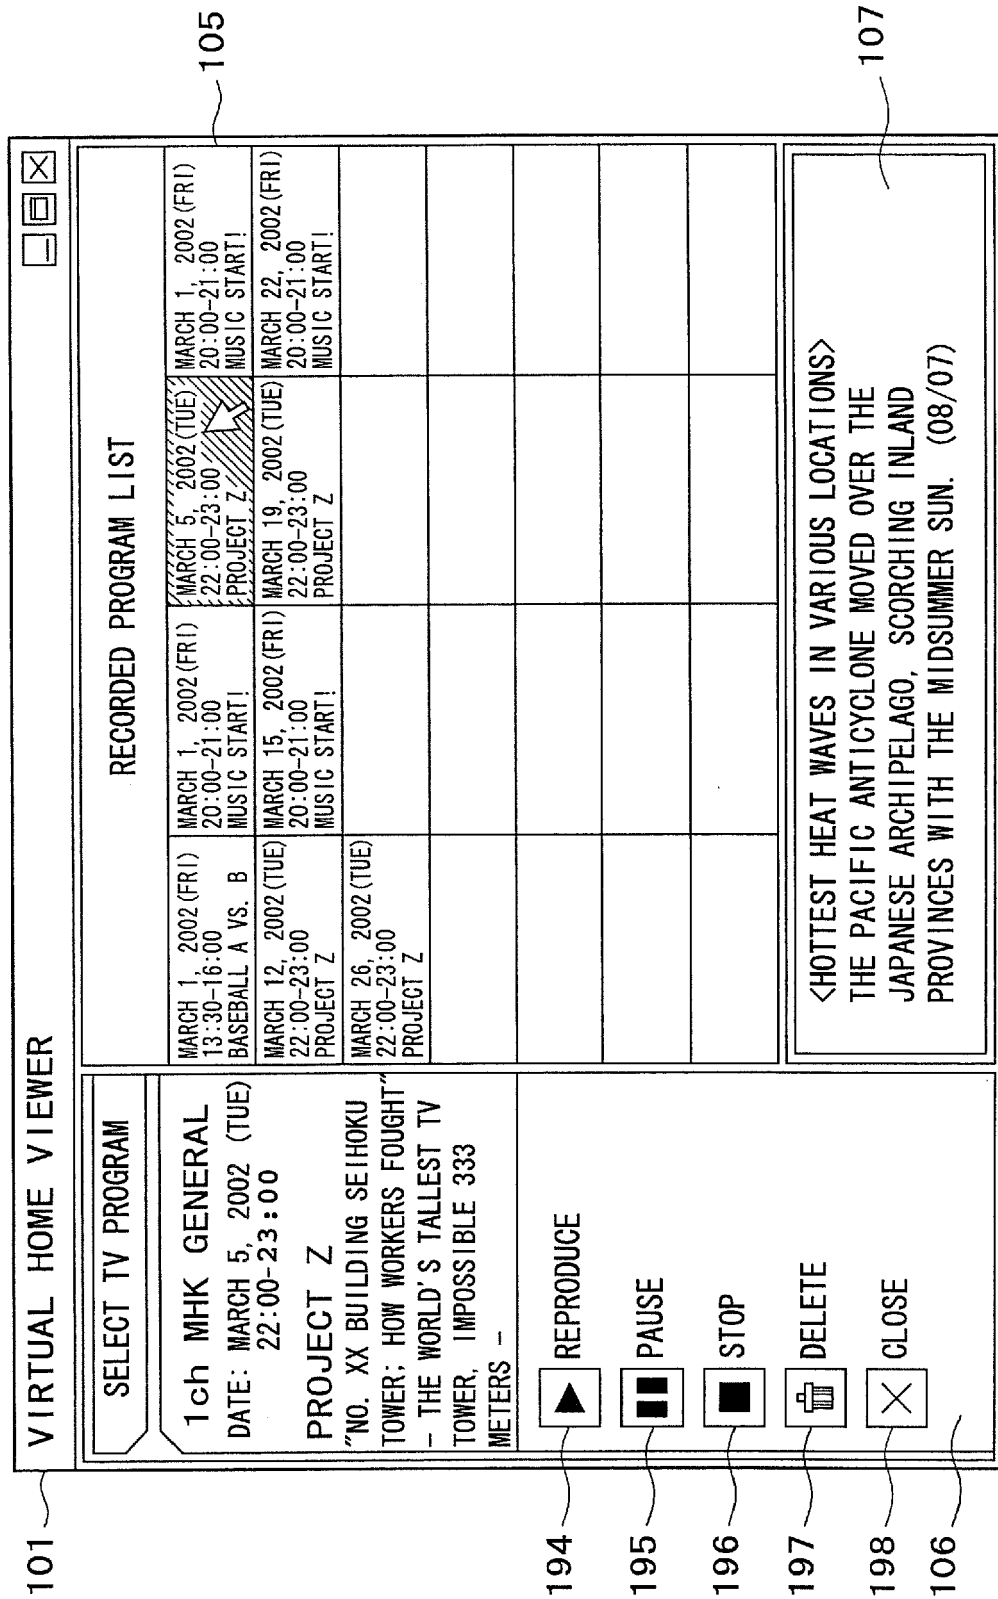 101
VIRTUAL HOME VIEWER
SELECT TV PROGRAM
1ch MHK GENERAL
DATE: MARCH 5, 2002 (TUE)
22:00-23:00
PROJECT Z
"NO. XX BUILDING SEIHOKU
TOWER; HOW WORKERS FOUGHT"
- THE WORLD'S TALLEST TV
TOWER, IMPOSSIBLE 333
METERS -
194
REPRODUCE
195
PAUSE
196
STOP
197
DELETE
198
CLOSE
106
RECORDED PROGRAM LIST
105
MARCH 1, 2002(FRI)
13:30-16:00
BASEBALL A VS. B
MARCH 1, 2002(FRI)
20:00-21:00
MUSIC START!
MARCH 5, 2002(TUE)
22:00-23:00
PROJECT Z
MARCH 1, 2002(FRI)
20:00-21:00
MUSIC START!
MARCH 12, 2002(TUE)
22:00-23:00
PROJECT Z
MARCH 15, 2002(FRI)
20:00-21:00
MUSIC START!
MARCH 19, 2002(TUE)
22:00-23:00
PROJECT Z
MARCH 22, 2002(FRI)
20:00-21:00
MUSIC START!
MARCH 26, 2002(TUE)
22:00-23:00
PROJECT Z
<HOTTEST HEAT WAVES IN VARIOUS LOCATIONS>
THE PACIFIC ANTICYCLONE MOVED OVER THE
JAPANESE ARCHIPELAGO, SCORCHING INLAND
PROVINCES WITH THE MIDSUMMER SUN. (08/07)
107